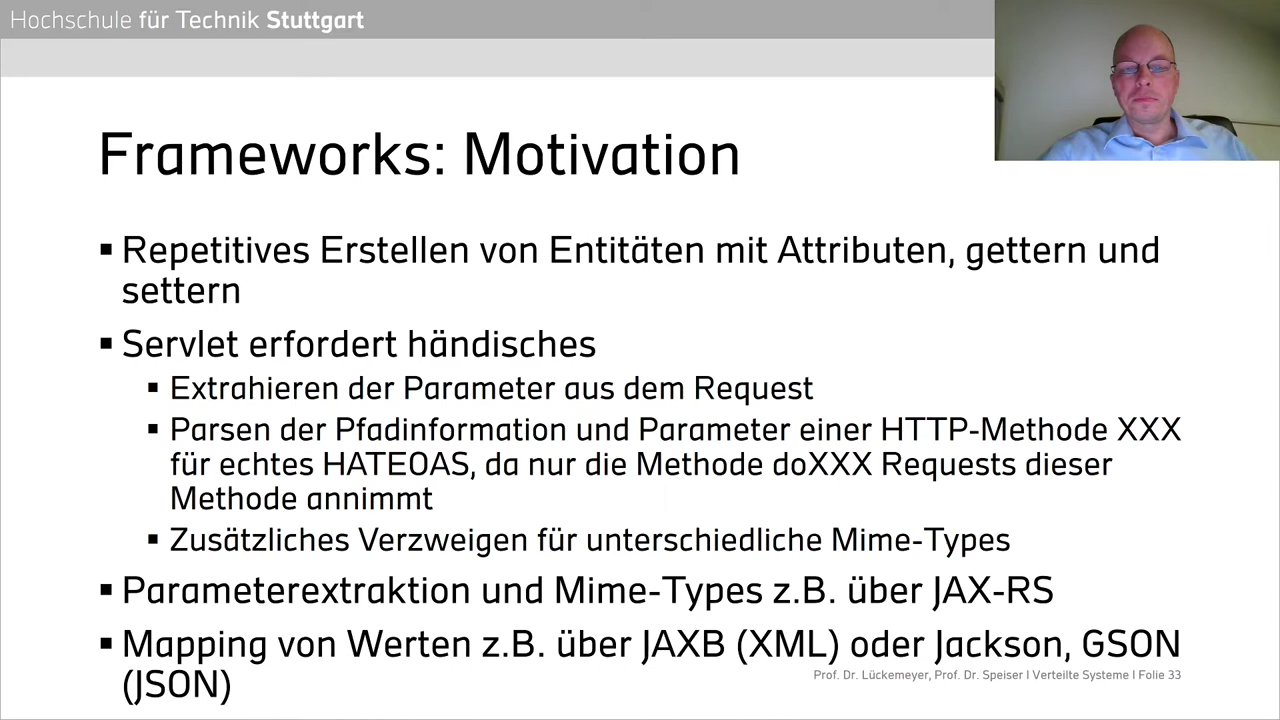 Hochschule für Technik Stuttgart
Frameworks: Motivation
▪ Repetitives Erstellen von Entitäten mit Attributen, gettern und
settern
▪ Servlet erfordert händisches
▪ Extrahieren der Parameter aus dem Request
▪ Parsen der Pfadinformation und Parameter einer HTTP-Methode XXX
für echtes HATEOAS, da nur die Methode doXXX Requests dieser
Methode annimmt
▪ Zusätzliches Verzweigen für unterschiedliche Mime-Types
▪ Parameterextraktion und Mime-Types z.B. über JAX-RS
▪ Mapping von Werten z.B. über JAXB (XML) oder Jackson, GSON
(JSON)
Prof. Dr. Lückemeyer, Prof. Dr. Speiser I Verteilte Systeme I Folie 33